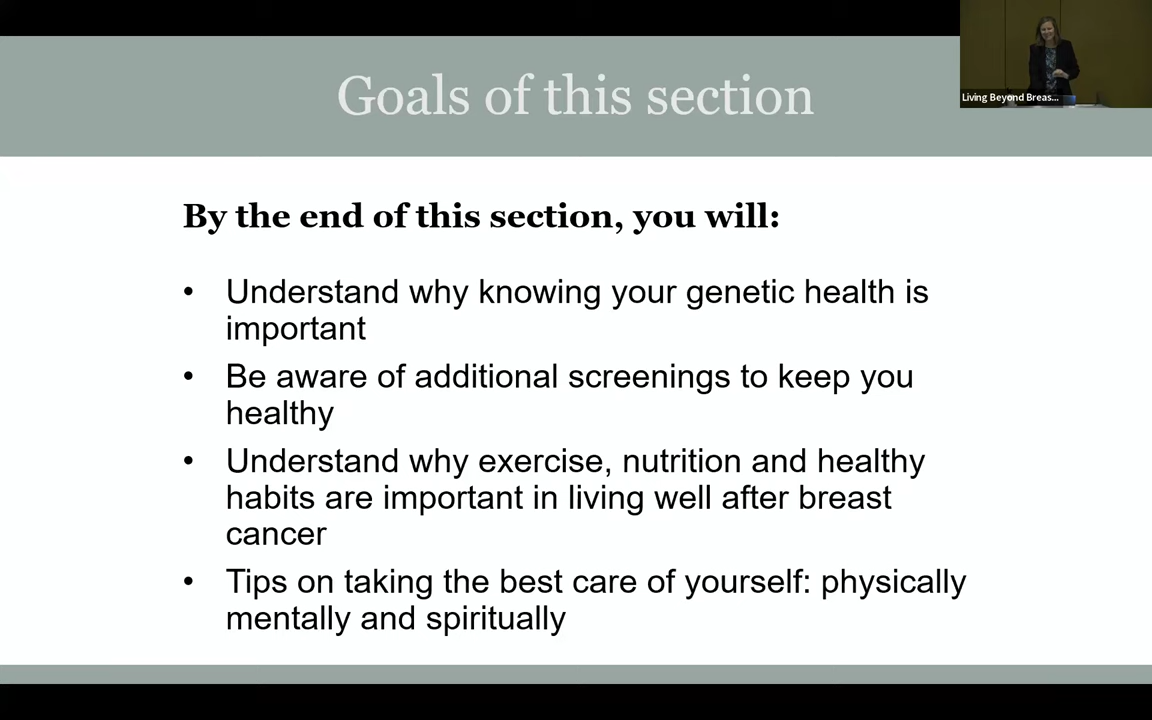 Goals of this section
Living Beyond Breas...
By the end of this section, you will:
• Understand why knowing your genetic health is
important
• Be aware of additional screenings to keep you
healthy
• Understand why exercise, nutrition and healthy
habits are important in living well after breast
cancer
• Tips on taking the best care of yourself: physically
mentally and spiritually